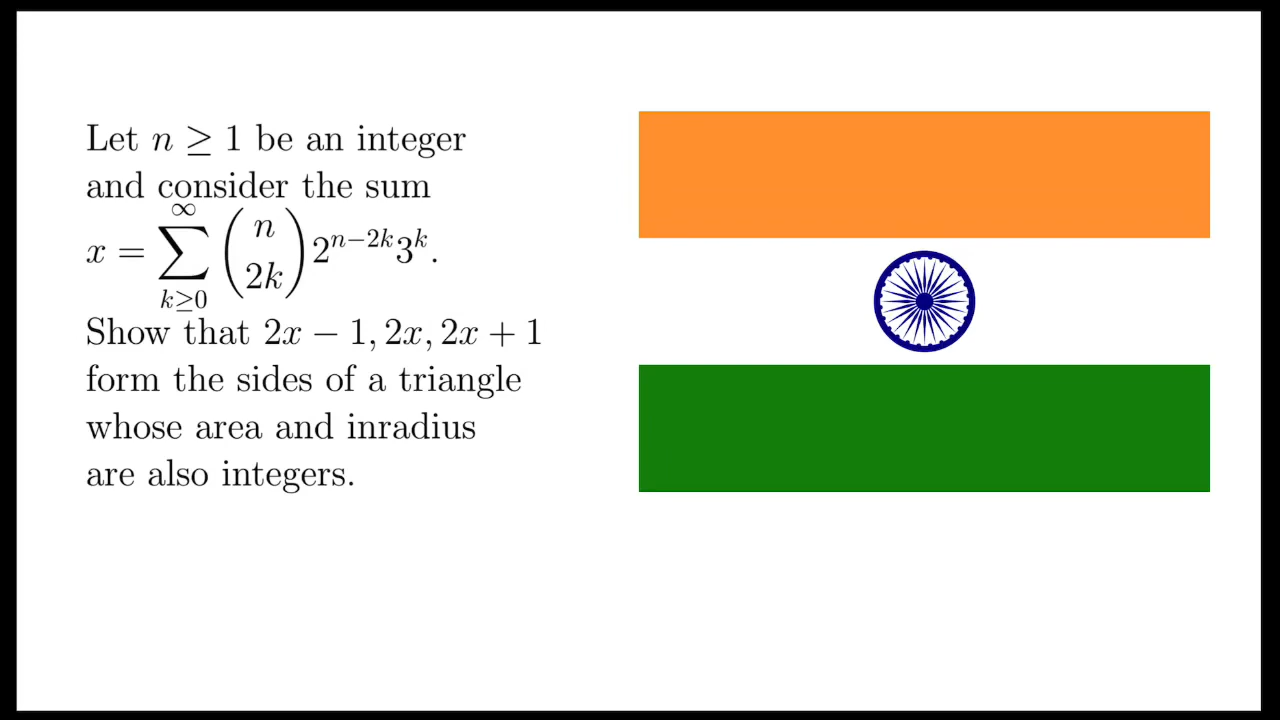 Let n ≥ 1 be an integer
and consider the sum
x = \sum_{k≥0}^{∞} \binom{n}{2k} 2^{n−2k} 3^k.
Show that 2x − 1, 2x, 2x + 1
form the sides of a triangle
whose area and inradius
are also integers.